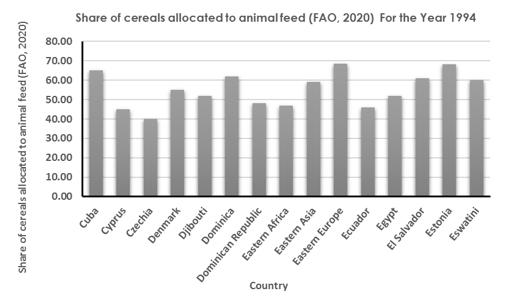 Share of cereals allocated to animal feed (FAO, 2020) For the Year 1994
Share of cereals allocated to animal feed (FAO, 2020)
80.00
70.00
60.00
50.00
40.00
30.00
20.00
10.00
0.00
Cuba
Cyprus
Czechia
Denmark
Djibouti
Dominica
Dominican Republic
Eastern Africa
Eastern Asia
Eastern Europe
Ecuador
Egypt
El Salvador
Estonia
Eswatini
Country